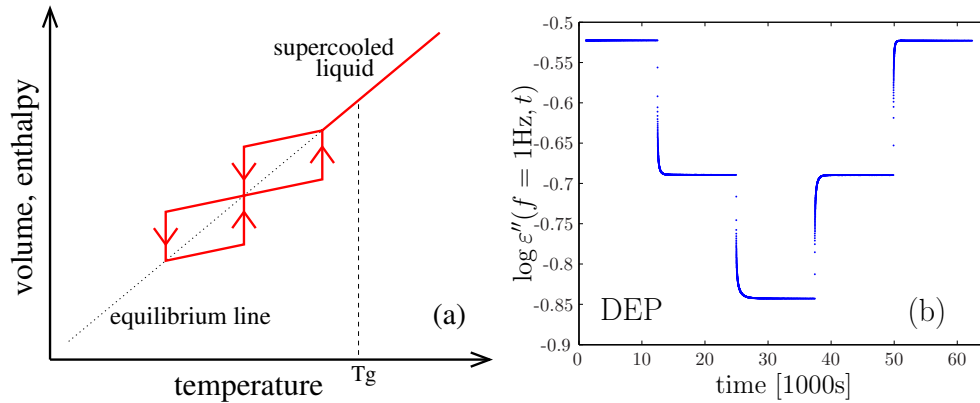 volume, enthalpy
supercooled
liquid
equilibrium line
(a)
Tg
temperature
log ε″(f = 1Hz, t)
-0.5
-0.55
-0.6
-0.65
-0.7
-0.75
-0.8
-0.85
-0.9
DEP
(b)
0 10 20 30 40 50 60
time [1000s]